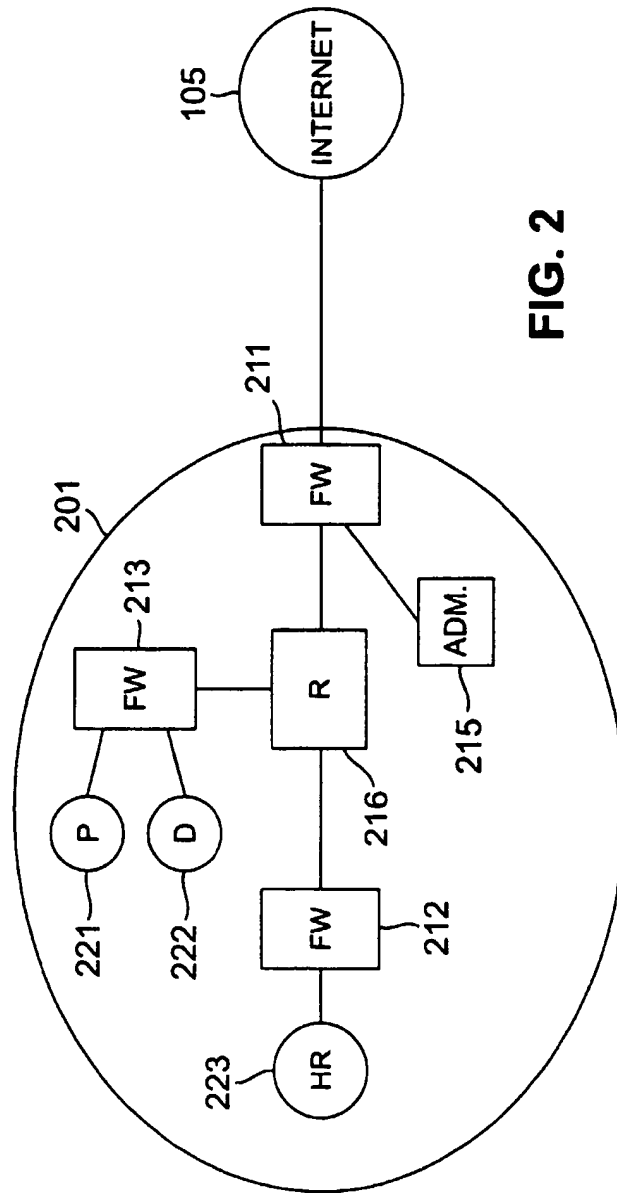 201
213
FW
P
221
D
222
R
216
FW
211
ADM.
215
FW
212
HR
223
INTERNET
105
FIG. 2